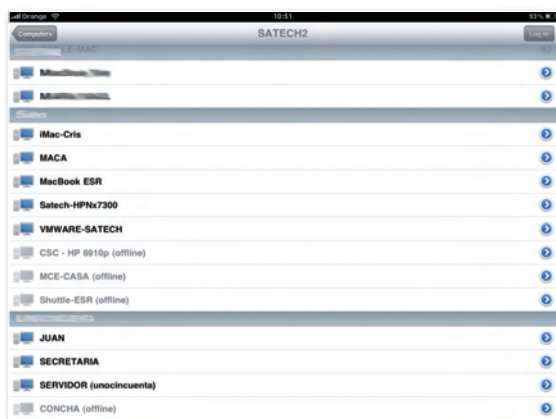 Orange 10:51 53%
Computers SATECH2 Log in
iMac-Cris
MACA
MacBook ESR
Satech-HPNx7300
VMWARE-SATECH
CSC - HP 6910p (offline)
MCE-CASA (offline)
Shuttle-ESR (offline)
JUAN
SECRETARIA
SERVIDOR (unocincuenta)
CONCHA (offline)